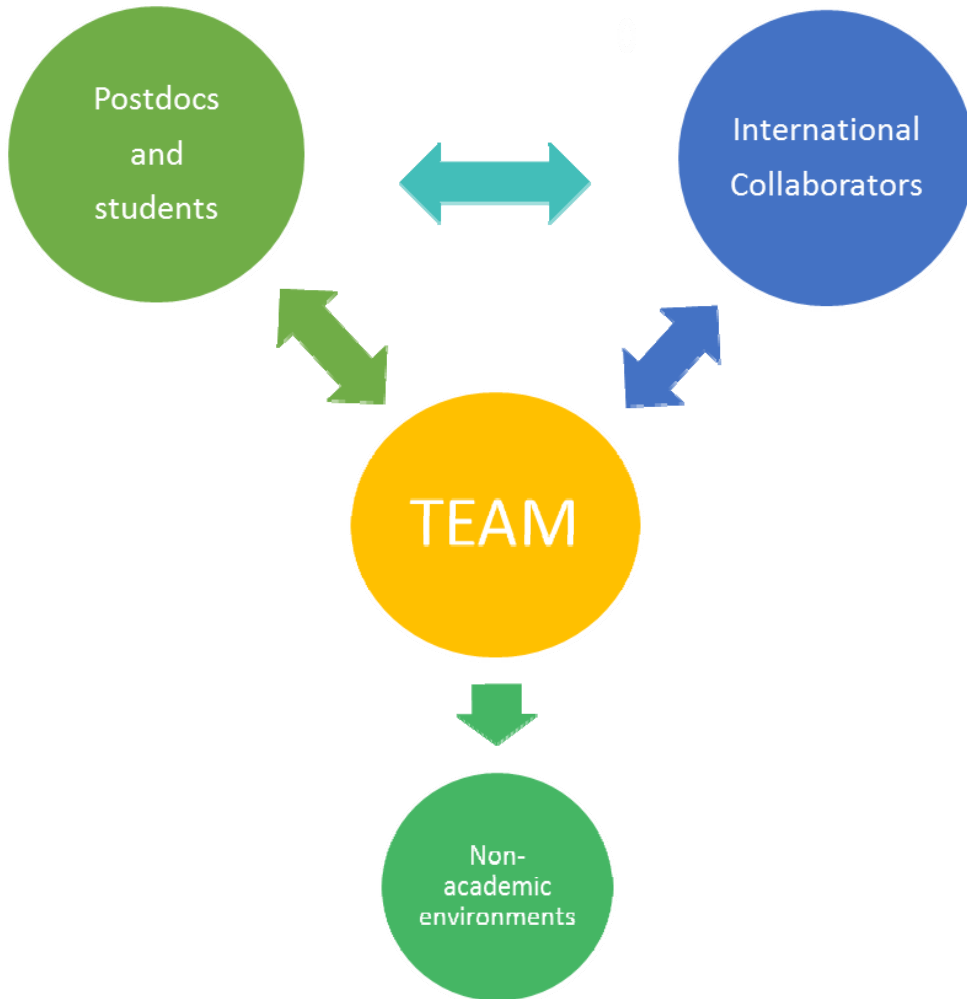 Postdocs
and
students
International
Collaborators
TEAM
Non-
academic
environments